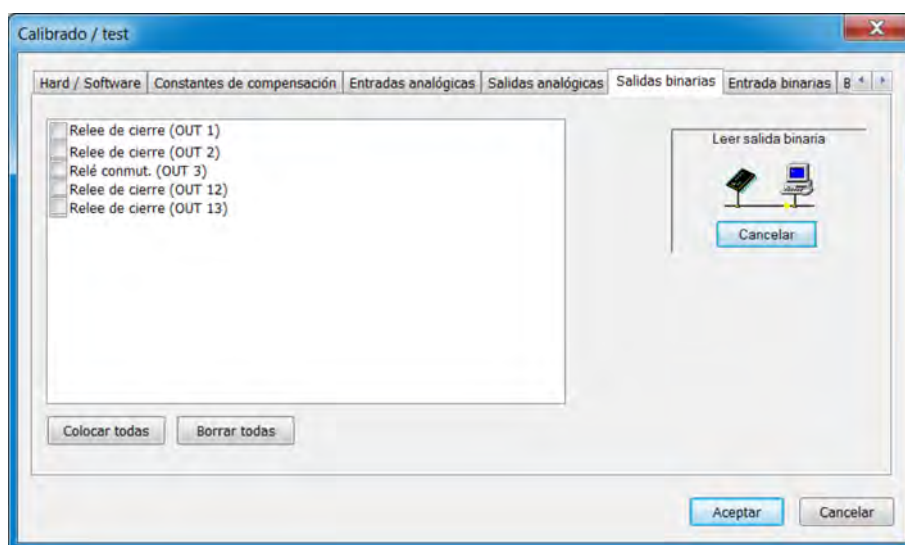 Calibrado / test
Hard / Software Constantes de compensación Entradas analógicas Salidas analógicas Salidas binarias Entrada binarias B
Relee de cierre (OUT 1)
Relee de cierre (OUT 2)
Relé conmut. (OUT 3)
Relee de cierre (OUT 12)
Relee de cierre (OUT 13)
Leer salida binaria
Cancelar
Colocar todas Borrar todas
Aceptar Cancelar